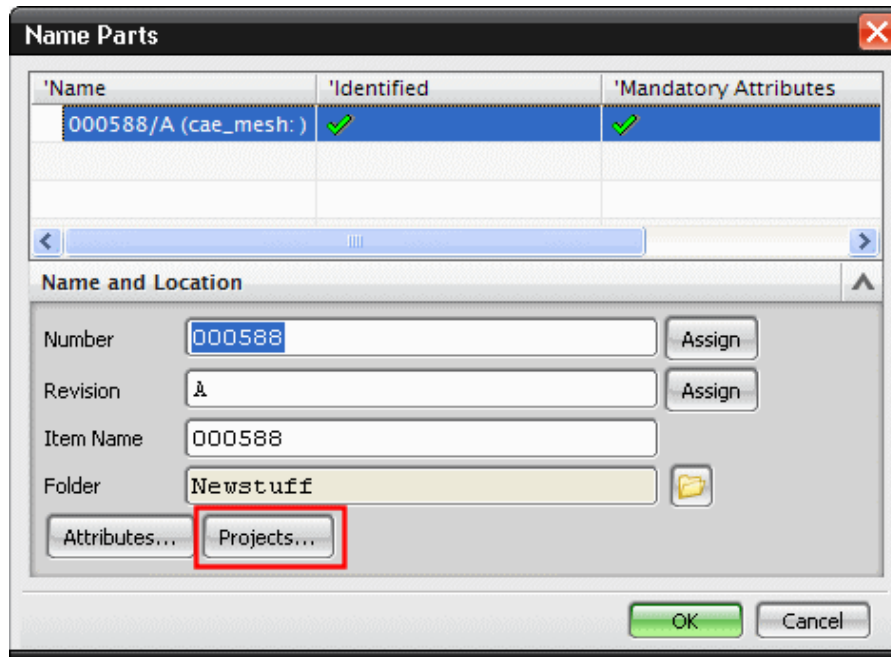 Name Parts
'Name 'Identified 'Mandatory Attributes
000588/A (cae_mesh: )
Name and Location
Number 000588 Assign
Revision A Assign
Item Name 000588
Folder Newstuff
Attributes... Projects...
OK Cancel